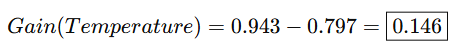 Gain(Temperature) = 0.943 − 0.797 = 0.146